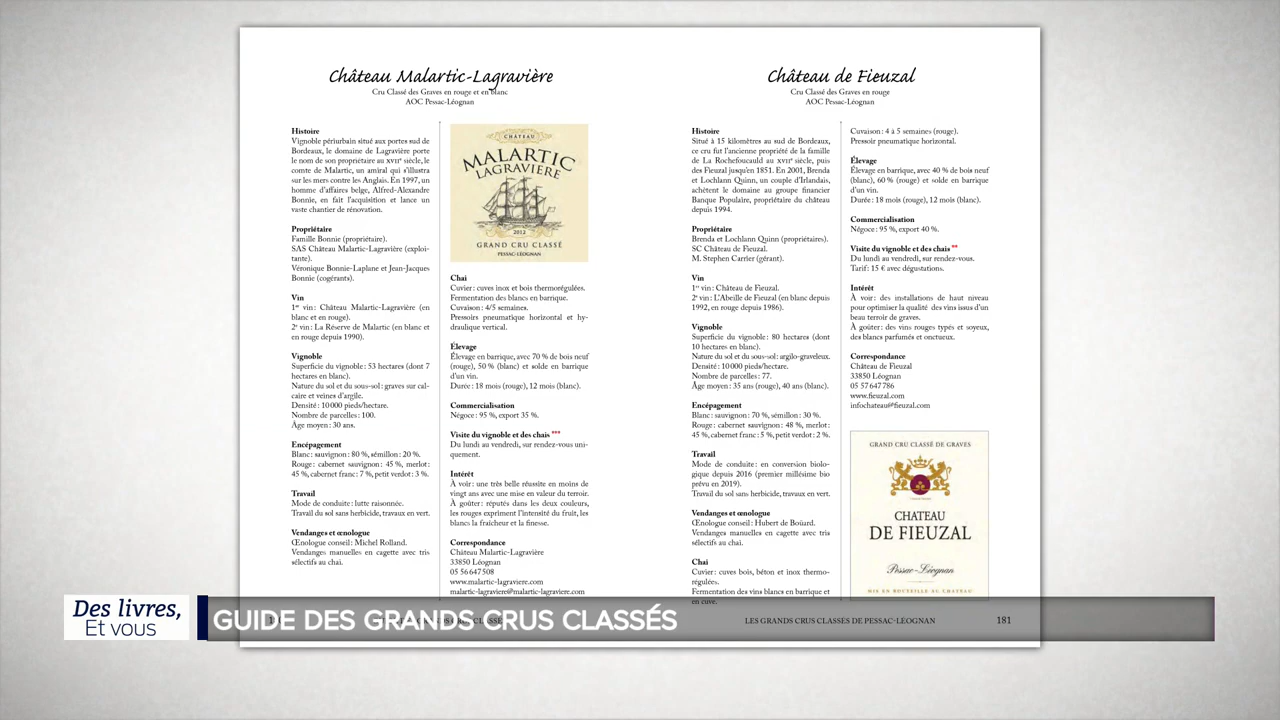 Château Malartic-Lagravière
Cru Classé des Graves en rouge et en blanc
AOC Pessac-Léognan
Histoire
Vignoble périurbain situé aux portes sud de
Bordeaux, le domaine de Lagravière porte
le nom de son propriétaire au XVIIᵉ siècle, le
comte de Malartic, un amiral qui s'illustra
sur les mers contre les Anglais. En 1997, un
homme d'affaires belge, Alfred-Alexandre
Bonnie, en fait l'acquisition et lance un
vaste chantier de rénovation.
Propriétaire
Famille Bonnie (propriétaire).
SAS Château Malartic-Lagravière (exploi-
tante).
Véronique Bonnie-Laplane et Jean-Jacques
Bonnie (cogérants).
Vin
1ᵉʳ vin : Château Malartic-Lagravière (en
blanc et en rouge).
2ᵉ vin : La Réserve de Malartic (en blanc et
en rouge depuis 1990).
Vignoble
Superficie du vignoble : 53 hectares (dont 7
hectares en blanc).
Nature du sol et du sous-sol : graves sur cal-
caire et veines d'argile.
Densité : 10 000 pieds/hectare.
Nombre de parcelles : 100.
Âge moyen : 30 ans.
Encépagement
Blanc : sauvignon : 80 %, sémillon : 20 %.
Rouge : cabernet sauvignon : 45 %, merlot :
45 %, cabernet franc : 7 %, petit verdot : 3 %.
Travail
Mode de conduite : lutte raisonnée.
Travail du sol sans herbicide, travaux en vert.
Vendanges et œnologue
Œnologue conseil : Michel Rolland.
Vendanges manuelles en cagette avec tris
sélectifs au chai.
CHÂTEAU
MALARTIC
LAGRAVIÈRE
2012
GRAND CRU CLASSÉ
PESSAC-LÉOGNAN
Chai
Cuvier : cuves inox et bois thermorégulées.
Fermentation des blancs en barrique.
Cuvaison : 4/5 semaines.
Pressoirs pneumatique horizontal et hy-
draulique vertical.
Élevage
Élevage en barrique, avec 70 % de bois neuf
(rouge), 50 % (blanc) et solde en barrique
d'un vin.
Durée : 18 mois (rouge), 12 mois (blanc).
Commercialisation
Négoce : 95 %, export 35 %.
Visite du vignoble et des chais ***
Du lundi au vendredi, sur rendez-vous uni-
quement.
Intérêt
À voir : une très belle réussite en moins de
vingt ans avec une mise en valeur du terroir.
À goûter : réputés dans les deux couleurs,
les rouges expriment l'intensité du fruit, les
blancs la fraîcheur et la finesse.
Correspondance
Château Malartic-Lagravière
33850 Léognan
05 56 64 75 08
www.malartic-lagraviere.com
malartic-lagraviere@malartic-lagraviere.com
Château de Fieuzal
Cru Classé des Graves en rouge
AOC Pessac-Léognan
Histoire
Situé à 15 kilomètres au sud de Bordeaux,
ce cru fut l'ancienne propriété de la famille
de La Rochefoucauld au XVIIᵉ siècle, puis
des Fieuzal jusqu'en 1851. En 2001, Brenda
et Lochlann Quinn, un couple d'Irlandais,
achètent le domaine au groupe financier
Banque Populaire, propriétaire du château
depuis 1994.
Propriétaire
Brenda et Lochlann Quinn (propriétaires).
SC Château de Fieuzal.
M. Stephen Carrier (gérant).
Vin
1ᵉʳ vin : Château de Fieuzal.
2ᵉ vin : L'Abeille de Fieuzal (en blanc depuis
1992, en rouge depuis 1986).
Vignoble
Superficie du vignoble : 80 hectares (dont
10 hectares en blanc).
Nature du sol et du sous-sol : argilo-graveleux.
Densité : 10 000 pieds/hectare.
Nombre de parcelles : 77.
Âge moyen : 35 ans (rouge), 40 ans (blanc).
Encépagement
Blanc : sauvignon : 70 %, sémillon : 30 %.
Rouge : cabernet sauvignon : 48 %, merlot :
45 %, cabernet franc : 5 %, petit verdot : 2 %.
Travail
Mode de conduite : en conversion biolo-
gique depuis 2016 (premier millésime bio
prévu en 2019).
Travail du sol sans herbicide, travaux en vert.
Vendanges et œnologue
Œnologue conseil : Hubert de Boüard.
Vendanges manuelles en cagette avec tris
sélectifs au chai.
Chai
Cuvier : cuves bois, béton et inox thermo-
régulées.
Fermentation des vins blancs en barrique et
en cuve.
Cuvaison : 4 à 5 semaines (rouge).
Pressoir pneumatique horizontal.
Élevage
Élevage en barrique, avec 40 % de bois neuf
(blanc), 60 % (rouge) et solde en barrique
d'un vin.
Durée : 18 mois (rouge), 12 mois (blanc).
Commercialisation
Négoce : 95 %, export 40 %.
Visite du vignoble et des chais **
Du lundi au vendredi, sur rendez-vous.
Tarif : 15 € avec dégustations.
Intérêt
À voir : des installations de haut niveau
pour optimiser la qualité des vins issus d'un
beau terroir de graves.
À goûter : des vins rouges typés et soyeux,
des blancs parfumés et onctueux.
Correspondance
Château de Fieuzal
33850 Léognan
05 57 64 77 86
www.fieuzal.com
infochateau@fieuzal.com
GRAND CRU CLASSÉ DE GRAVES
CHATEAU
DE FIEUZAL
Pessac-Léognan
MIS EN BOUTEILLE AU CHATEAU
LES GRANDS CRUS CLASSÉS DE PESSAC-LÉOGNAN
181
Des livres,
Et vous
GUIDE DES GRANDS CRUS CLASSÉS